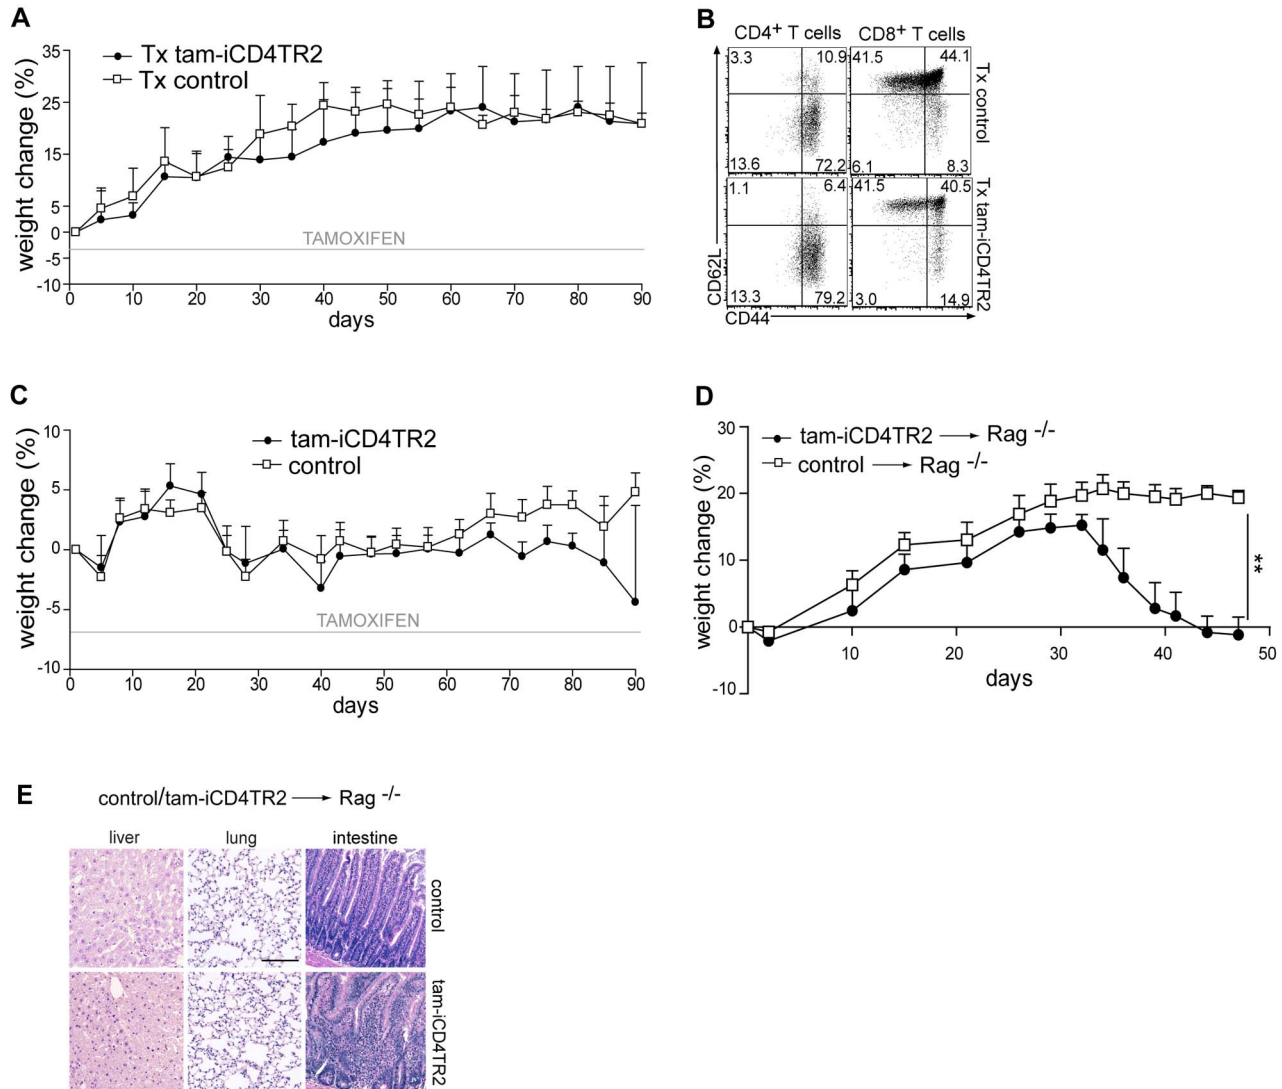 A
weight change (%)
35
25
15
5
0
-5
-10
Tx tam-iCD4TR2
Tx control
TAMOXIFEN
0 10 20 30 40 50 60 70 80 90
days
B
CD4+ T cells CD8+ T cells
3.3 10.9 41.5 44.1
13.6 72.2 6.1 8.3
Tx control
1.1 6.4 41.5 40.5
13.3 79.2 3.0 14.9
Tx tam-iCD4TR2
CD62L
CD44
C
weight change (%)
10
5
0
-5
-10
tam-iCD4TR2
control
TAMOXIFEN
0 10 20 30 40 50 60 70 80 90
days
D
weight change (%)
30
20
10
0
-10
tam-iCD4TR2 → Rag -/-
control → Rag -/-
**
10 20 30 40 50
days
E
control/tam-iCD4TR2 → Rag -/-
liver lung intestine
control
tam-iCD4TR2